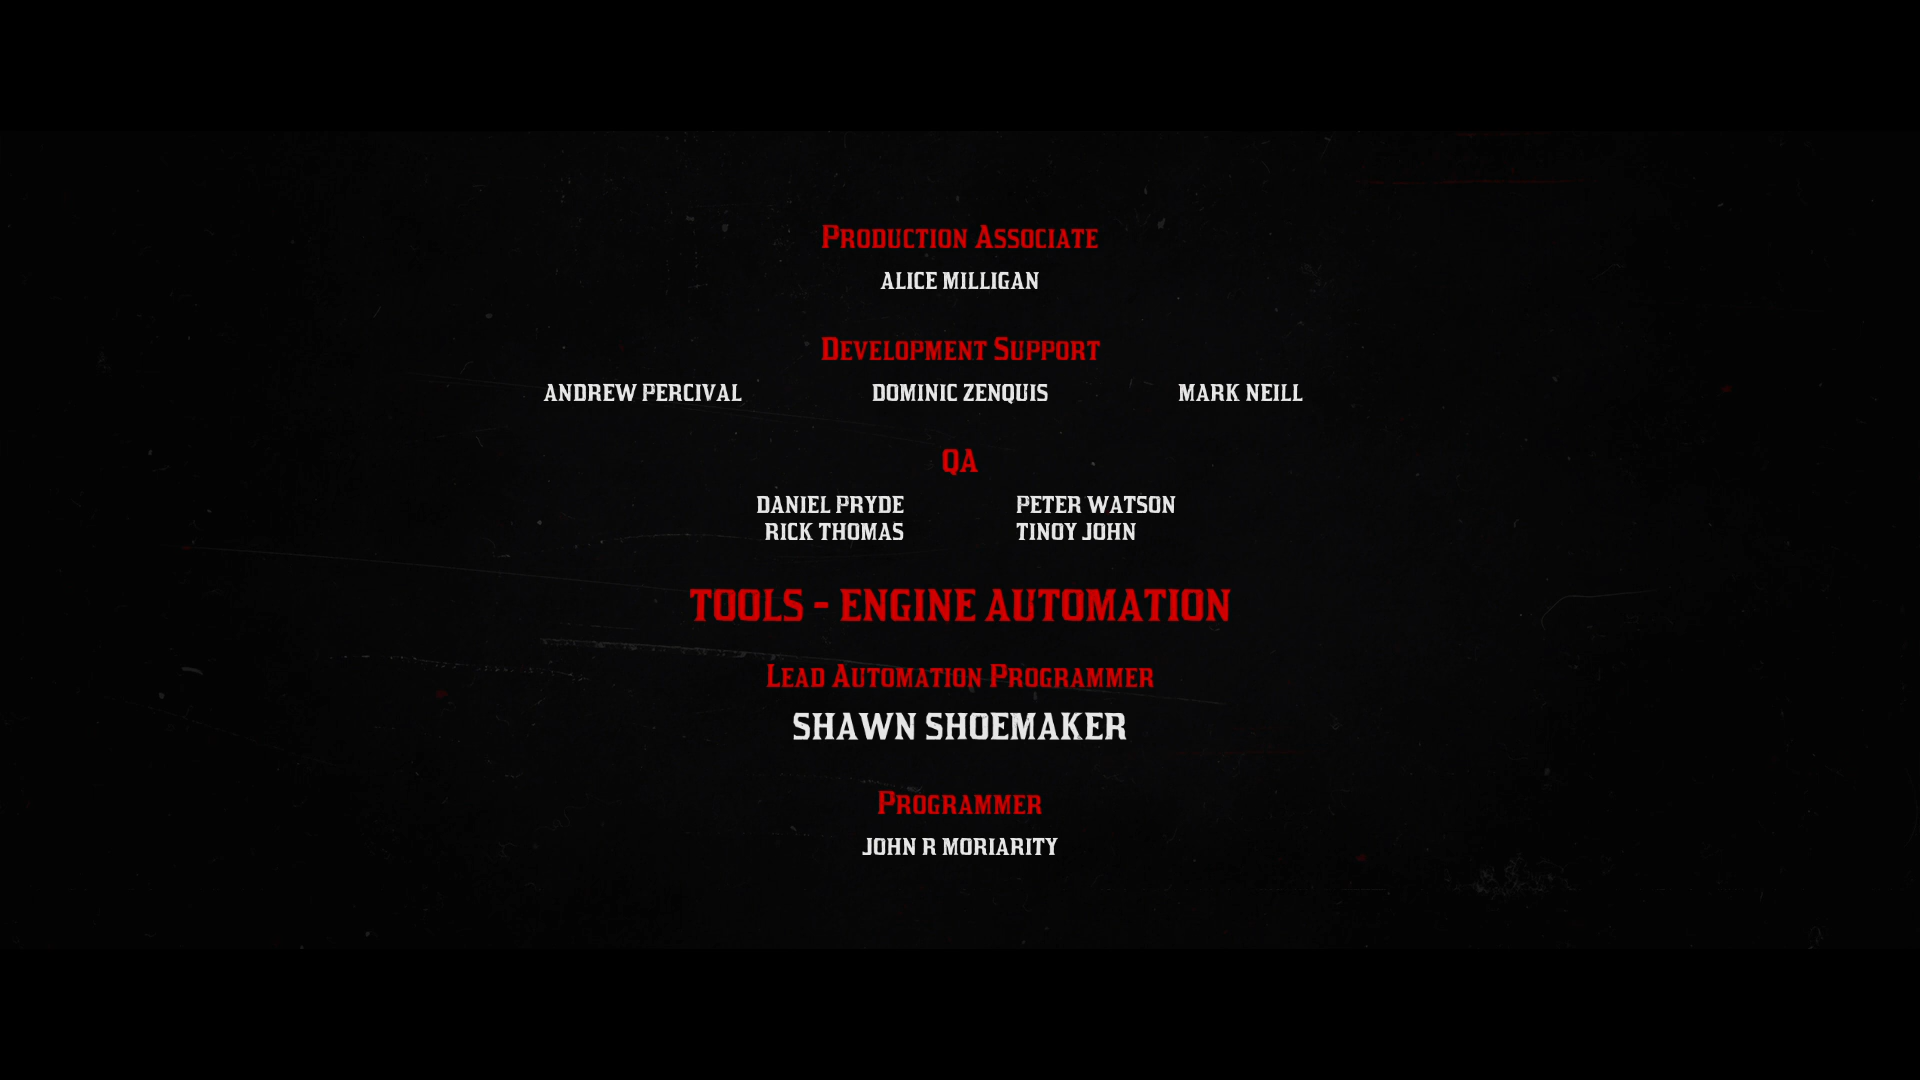 Production Associate
ALICE MILLIGAN
Development Support
ANDREW PERCIVAL DOMINIC ZENQUIS MARK NEILL
QA
DANIEL PRYDE PETER WATSON
RICK THOMAS TINOY JOHN
TOOLS - ENGINE AUTOMATION
Lead Automation Programmer
SHAWN SHOEMAKER
Programmer
JOHN R MORIARITY